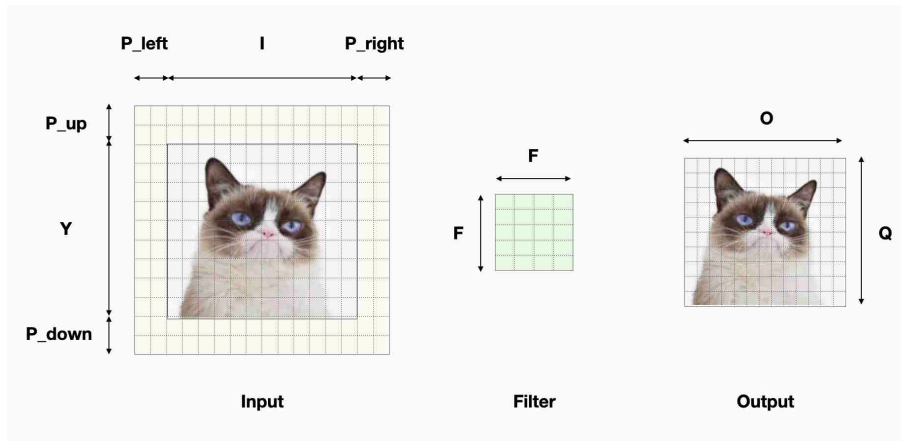 P_left I P_right
P_up
Y
P_down
Input
F
F
Filter
O
Q
Output